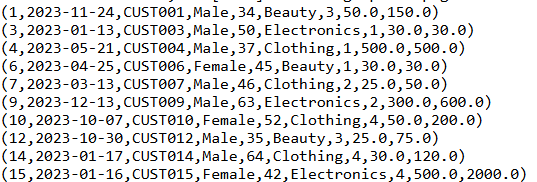 (1,2023-11-24,CUST001,Male,34,Beauty,3,50.0,150.0)
(3,2023-01-13,CUST003,Male,50,Electronics,1,30.0,30.0)
(4,2023-05-21,CUST004,Male,37,Clothing,1,500.0,500.0)
(6,2023-04-25,CUST006,Female,45,Beauty,1,30.0,30.0)
(7,2023-03-13,CUST007,Male,46,Clothing,2,25.0,50.0)
(9,2023-12-13,CUST009,Male,63,Electronics,2,300.0,600.0)
(10,2023-10-07,CUST010,Female,52,Clothing,4,50.0,200.0)
(12,2023-10-30,CUST012,Male,35,Beauty,3,25.0,75.0)
(14,2023-01-17,CUST014,Male,64,Clothing,4,30.0,120.0)
(15,2023-01-16,CUST015,Female,42,Electronics,4,500.0,2000.0)